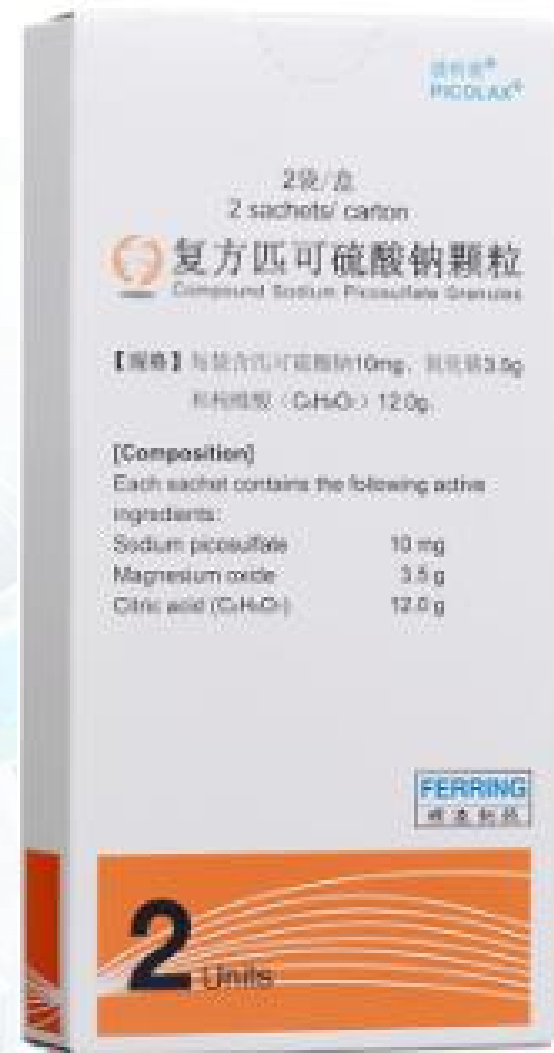 PICOLAX®
2袋/盒
2 sachets/ carton
复方匹可硫酸钠颗粒
Compound Sodium Picosulfate Granules
【规格】每袋含匹可硫酸钠10mg、氧化镁3.5g
和枸橼酸（C₆H₈O₇）12.0g
[Composition]
Each sachet contains the following active
ingredients:
Sodium picosulfate 10 mg
Magnesium oxide 3.5 g
Citric acid (C₆H₈O₇) 12.0 g
FERRING
辉凌制药
2
Units